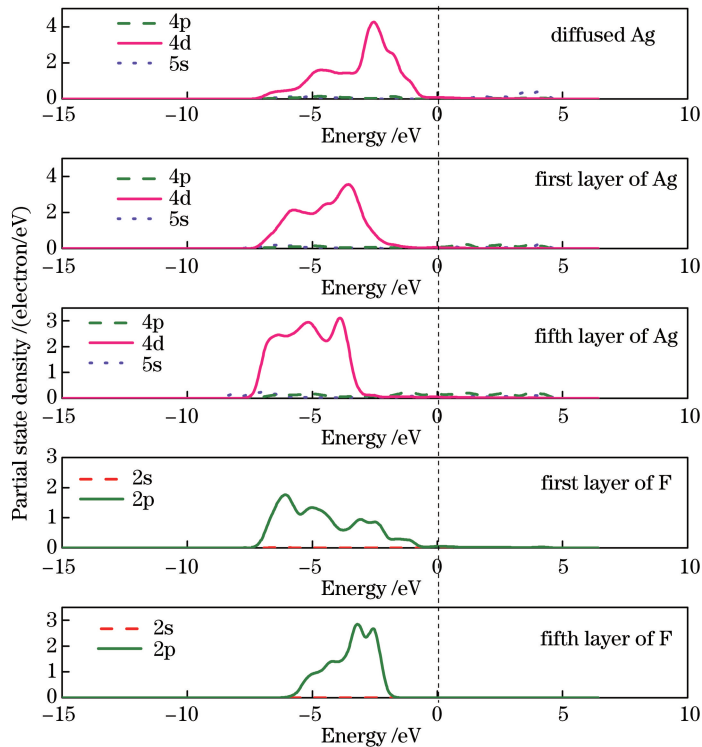 Partial state density /(electron/eV)
4
2
0
4p
4d
5s
diffused Ag
−15 −10 −5 0 5 10
Energy /eV
4
2
0
4p
4d
5s
first layer of Ag
−15 −10 −5 0 5 10
Energy /eV
3
2
1
0
4p
4d
5s
fifth layer of Ag
−15 −10 −5 0 5 10
Energy /eV
3
2
1
0
2s
2p
first layer of F
−15 −10 −5 0 5 10
Energy /eV
3
2
1
0
2s
2p
fifth layer of F
−15 −10 −5 0 5 10
Energy /eV